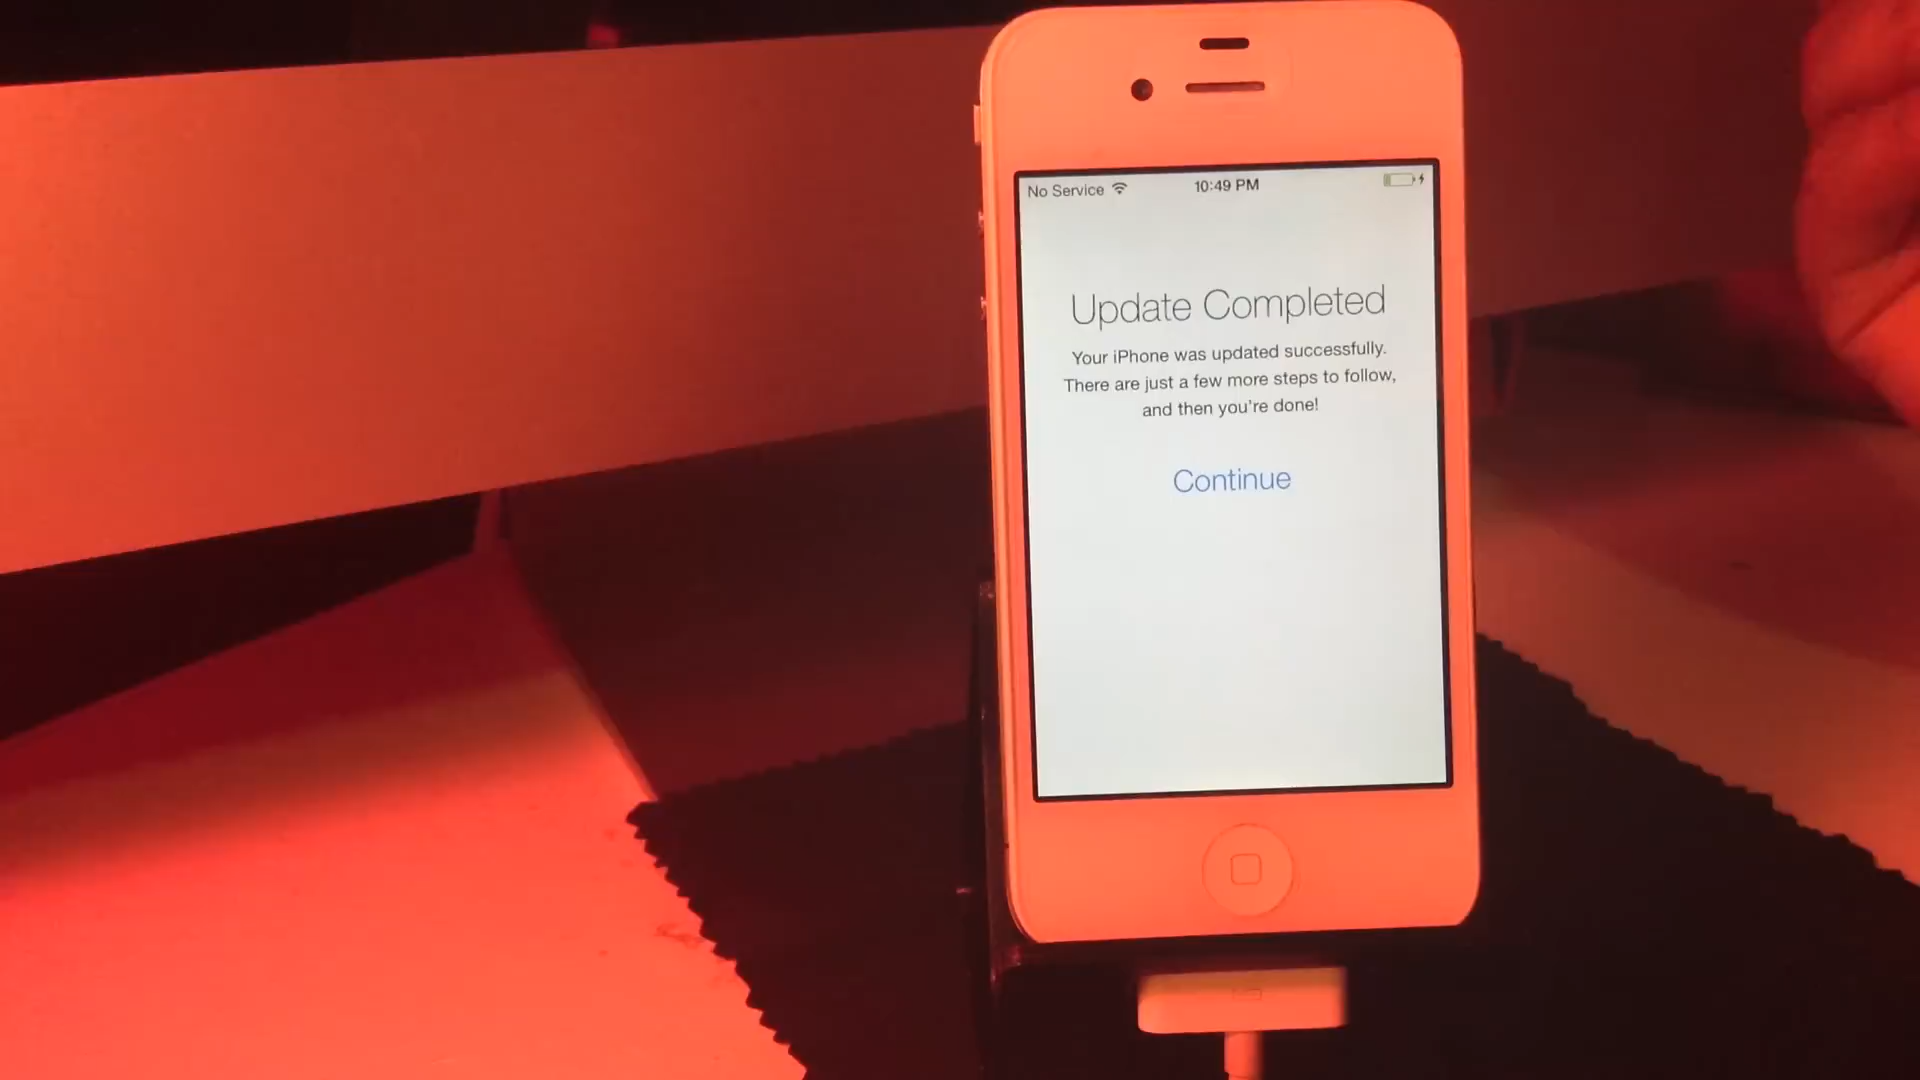 No Service 10:49 PM
Update Completed
Your iPhone was updated successfully.
There are just a few more steps to follow,
and then you're done!
Continue